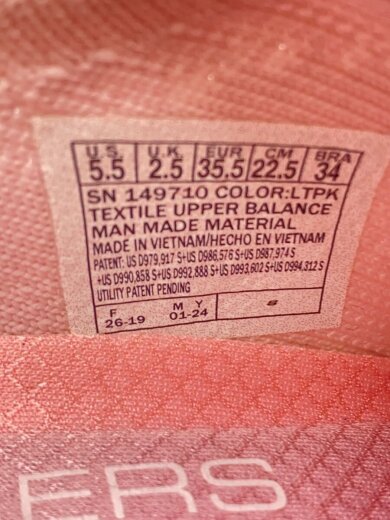 U.S. U.K. EUR CM BRA
5.5 2.5 35.5 22.5 34
SN 149710 COLOR:LTPK
TEXTILE UPPER BALANCE
MAN MADE MATERIAL
MADE IN VIETNAM/HECHO EN VIETNAM
PATENT: US D979,917 S+US D986,576 S+US D987,974 S
+US D990,858 S+US D992,888 S+US D993,602 S+US D994,312 S
UTILITY PATENT PENDING
F M Y
26-19 01-24 8
ERS